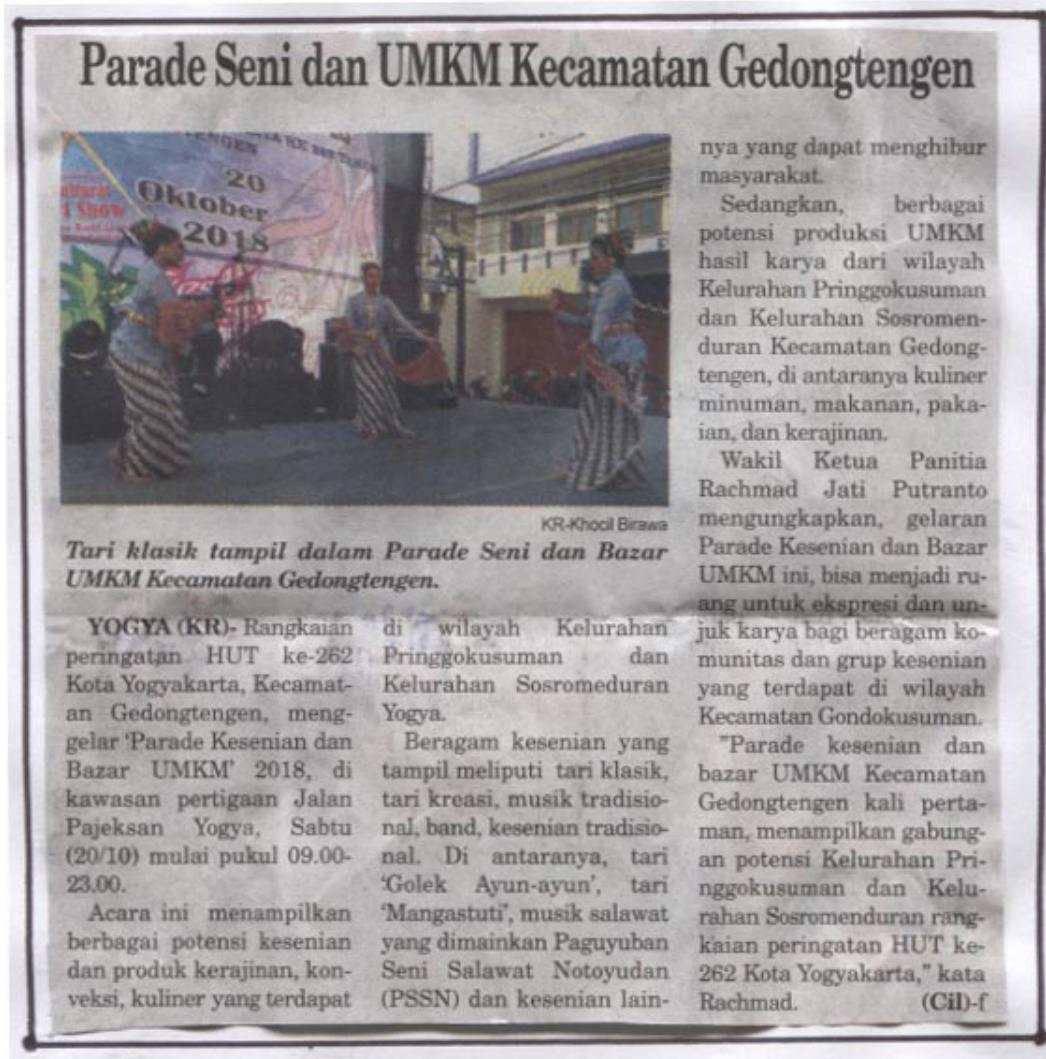 Parade Seni dan UMKM Kecamatan Gedongtengen
TENGEN
20
Oktober
2018
Show
KR-Khocil Birawa
Tari klasik tampil dalam Parade Seni dan Bazar
UMKM Kecamatan Gedongtengen.
YOGYA (KR)- Rangkaian
peringatan HUT ke-262
Kota Yogyakarta, Kecamat-
an Gedongtengen, meng-
gelar 'Parade Kesenian dan
Bazar UMKM' 2018, di
kawasan pertigaan Jalan
Pajeksan Yogya, Sabtu
(20/10) mulai pukul 09.00-
23.00.
Acara ini menampilkan
berbagai potensi kesenian
dan produk kerajinan, kon-
veksi, kuliner yang terdapat
di wilayah Kelurahan
Pringgokusuman dan
Kelurahan Sosromeduran
Yogya.
Beragam kesenian yang
tampil meliputi tari klasik,
tari kreasi, musik tradisio-
nal, band, kesenian tradisio-
nal. Di antaranya, tari
'Golek Ayun-ayun', tari
'Mangastuti', musik salawat
yang dimainkan Paguyuban
Seni Salawat Notoyudan
(PSSN) dan kesenian lain-
nya yang dapat menghibur
masyarakat.
Sedangkan, berbagai
potensi produksi UMKM
hasil karya dari wilayah
Kelurahan Pringgokusuman
dan Kelurahan Sosromen-
duran Kecamatan Gedong-
tengen, di antaranya kuliner
minuman, makanan, paka-
ian, dan kerajinan.
Wakil Ketua Panitia
Rachmad Jati Putranto
mengungkapkan, gelaran
Parade Kesenian dan Bazar
UMKM ini, bisa menjadi ru-
ang untuk ekspresi dan un-
juk karya bagi beragam ko-
munitas dan grup kesenian
yang terdapat di wilayah
Kecamatan Gondokusuman.
"Parade kesenian dan
bazar UMKM Kecamatan
Gedongtengen kali perta-
man, menampilkan gabung-
an potensi Kelurahan Pri-
nggokusuman dan Kelu-
rahan Sosromenduran rang-
kaian peringatan HUT ke-
262 Kota Yogyakarta," kata
Rachmad. (Cil)-f